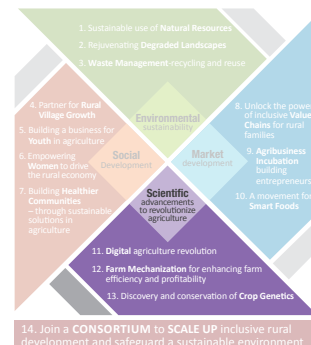 1. Sustainable use of Natural Resources
2. Rejuvenating Degraded Landscapes
3. Waste Management-recycling and reuse
Environmental
sustainability
4. Partner for Rural
Village Growth
5. Building a business for
Youth in agriculture
6. Empowering
Women to drive
the rural economy
7. Building Healthier
Communities
– through sustainable
solutions in
agriculture
Social
Development
Market
development
8. Unlock the power
of inclusive Value
Chains for rural
families
9. Agribusiness
Incubation
building
entrepreneurs
10. A movement for
Smart Foods
Scientific
advancements
to revolutionize
agriculture
11. Digital agriculture revolution
12. Farm Mechanization for enhancing farm
efficiency and profitability
13. Discovery and conservation of Crop Genetics
14. Join a CONSORTIUM to SCALE UP inclusive rural
development and safeguard a sustainable environment